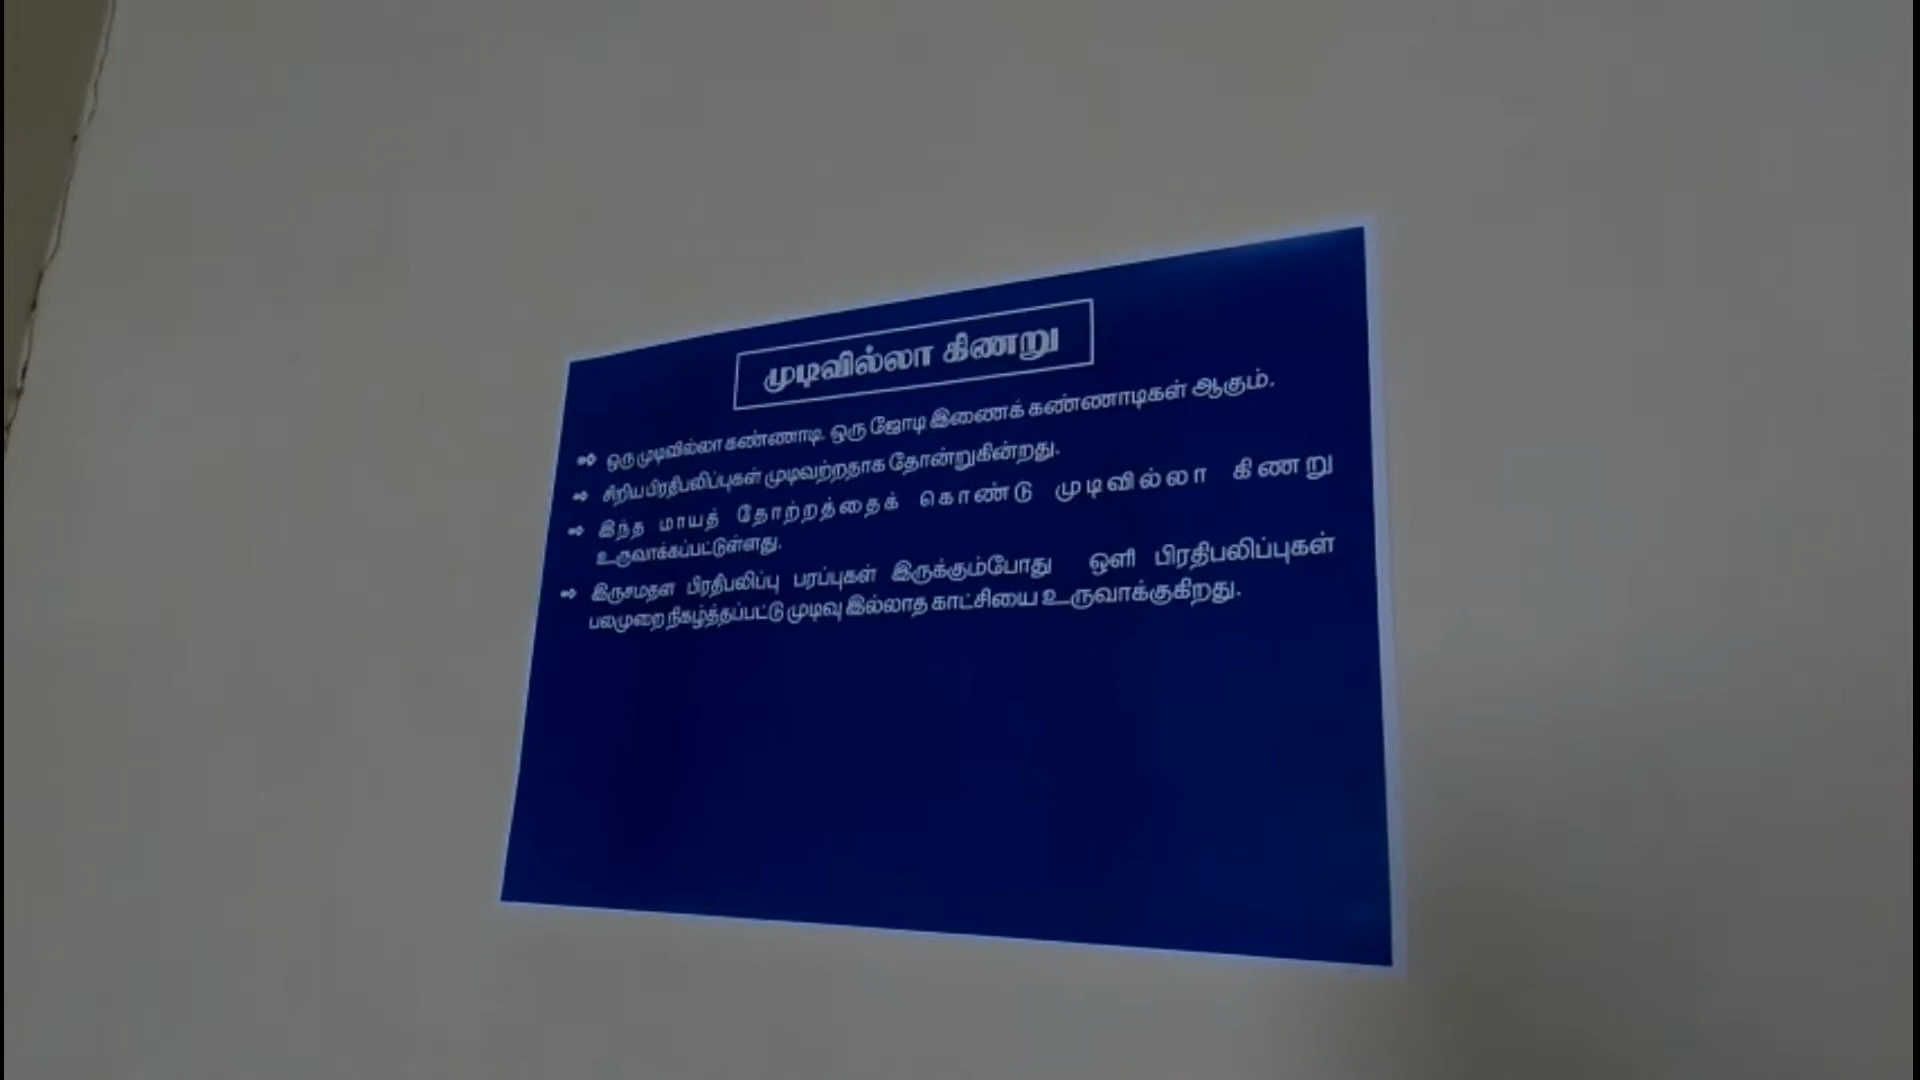 முடிவில்லா கிணறு
➩ ஒரு முடிவில்லா கண்ணாடி. ஒரு ஜோடி இணைக் கண்ணாடிகள் ஆகும்.
➩ சிறிய பிரதிபலிப்புகள் முடிவற்றதாக தோன்றுகின்றது.
➩ இந்த மாயத் தோற்றத்தைக் கொண்டு முடிவில்லா கிணறு
உருவாக்கப்பட்டுள்ளது.
➩ இருசமதள பிரதிபலிப்பு பரப்புகள் இருக்கும்போது ஒளி பிரதிபலிப்புகள்
பலமுறை நிகழ்த்தப்பட்டு முடிவு இல்லாத காட்சியை உருவாக்குகிறது.